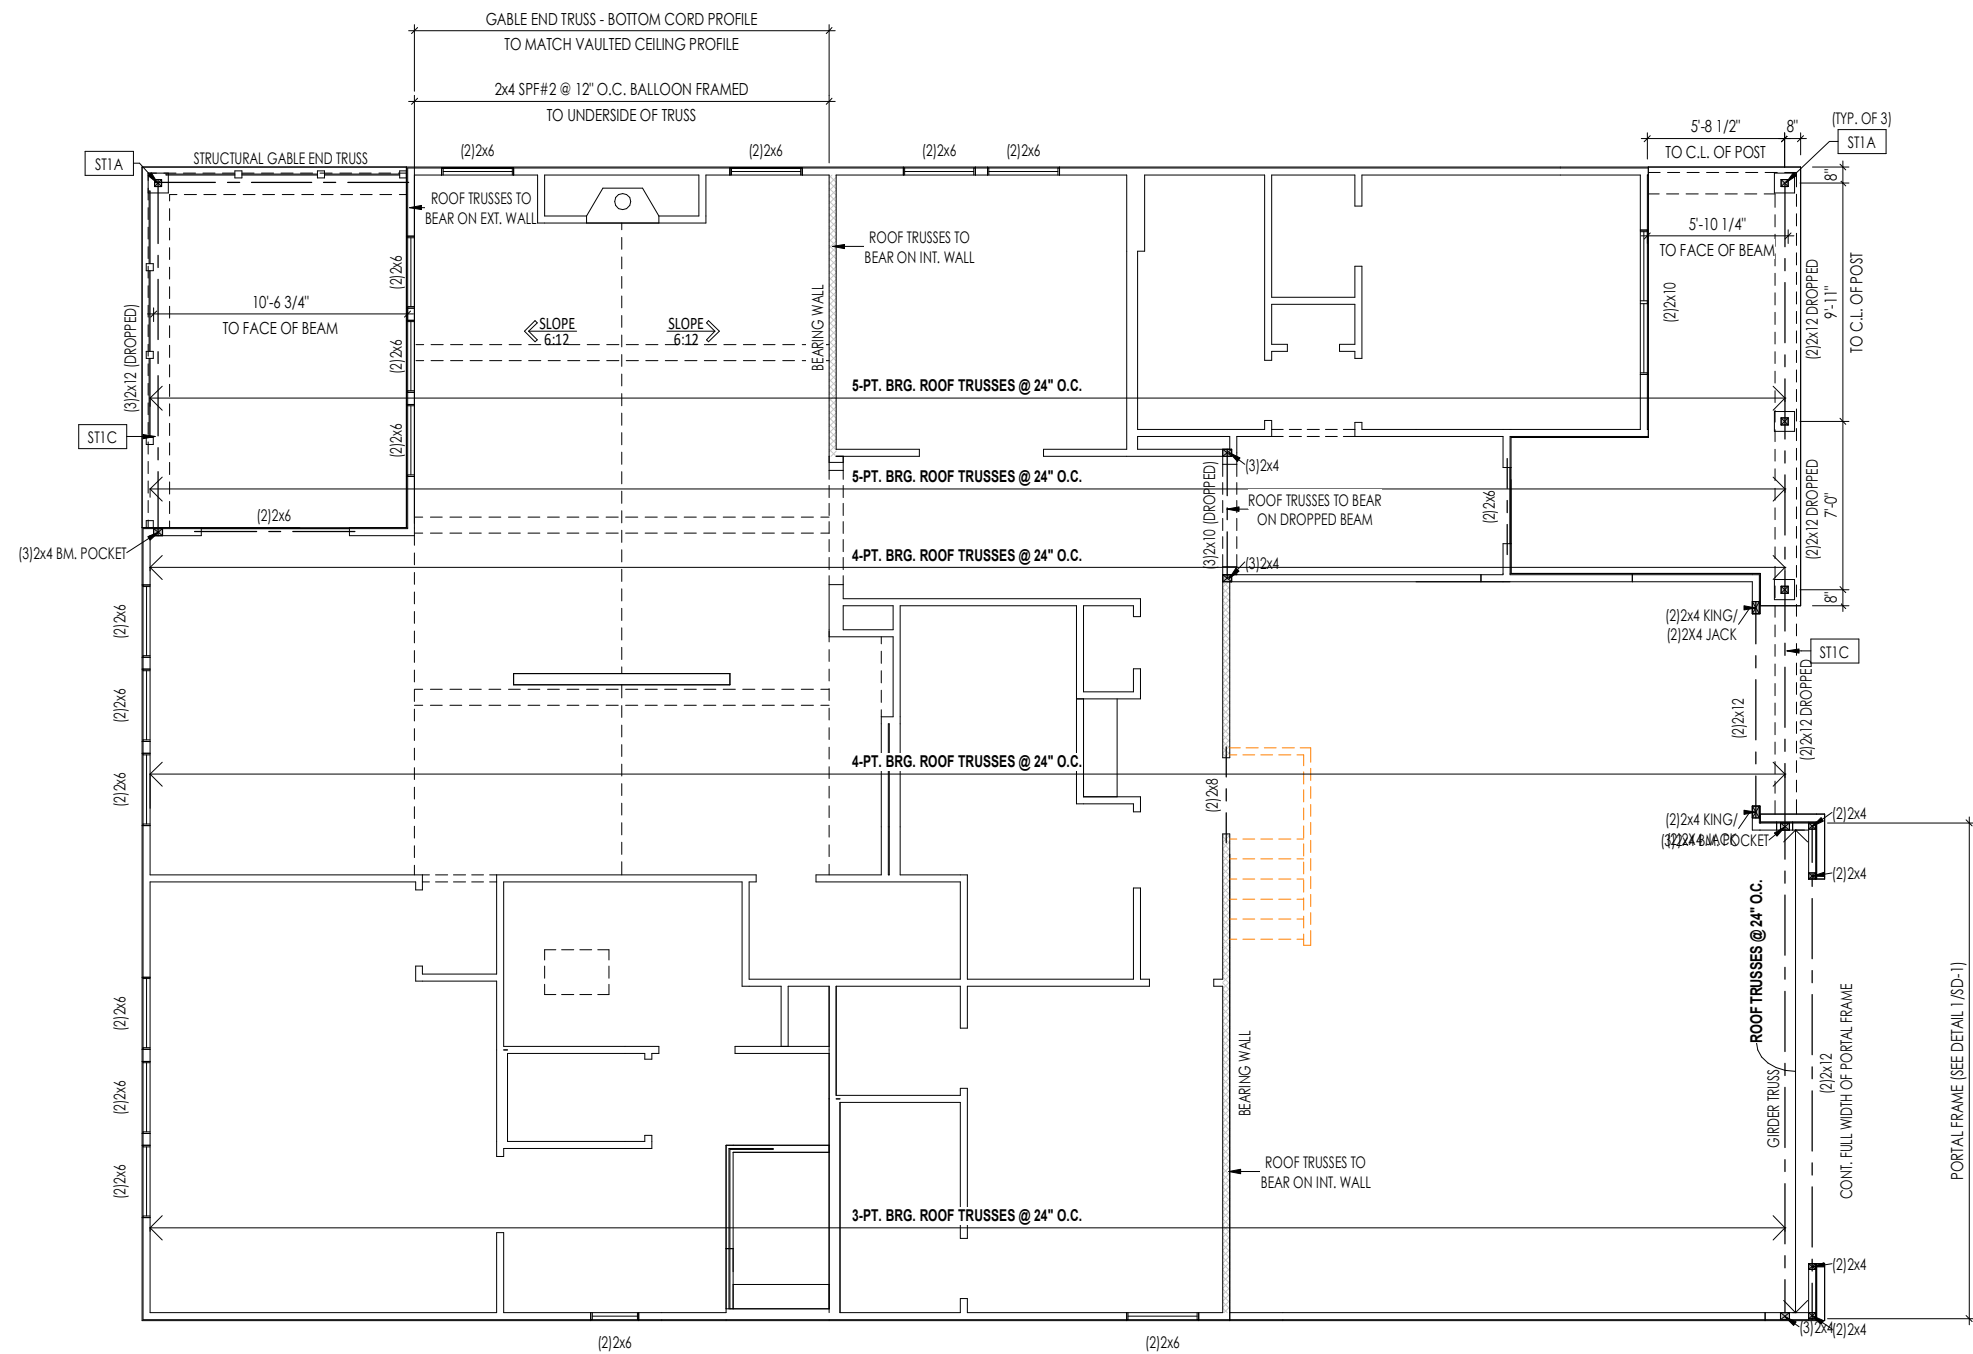 GABLE END TRUSS - BOTTOM CORD PROFILE
TO MATCH VAULTED CEILING PROFILE
2x4 SPF#2 @ 12" O.C. BALLOON FRAMED
TO UNDERSIDE OF TRUSS
5'-8 1/2"
8"
(TYP. OF 3)
TO C.L. OF POST
ST1A
ST1A
STRUCTURAL GABLE END TRUSS
(2)2x6
(2)2x6
(2)2x6
(2)2x6
8"
ROOF TRUSSES TO
BEAR ON EXT. WALL
ROOF TRUSSES TO
BEAR ON INT. WALL
5'-10 1/4"
TO FACE OF BEAM
(2)2x6
(2)2x6
(2)2x6
10'-6 3/4"
TO FACE OF BEAM
(3)2x12 (DROPPED)
SLOPE
6:12
SLOPE
6:12
BEARING WALL
(2)2x10
(2)2x12 DROPPED
9'-11"
TO C.L. OF POST
5-PT. BRG. ROOF TRUSSES @ 24" O.C.
ST1C
5-PT. BRG. ROOF TRUSSES @ 24" O.C.
(3)2x4
(3)2x10 (DROPPED)
ROOF TRUSSES TO BEAR
ON DROPPED BEAM
(2)2x6
(2)2x12 DROPPED
7'-0"
(2)2x6
(3)2x4 BM. POCKET
4-PT. BRG. ROOF TRUSSES @ 24" O.C.
(3)2x4
8"
(2)2x4 KING/
(2)2X4 JACK
ST1C
(2)2x6
(2)2x6
(2)2x6
(2)2x12
(2)2x12 DROPPED
4-PT. BRG. ROOF TRUSSES @ 24" O.C.
(2)2x8
(2)2x4 KING/
(2)2X4 JACK
(3)2x4 BM. POCKET
(2)2x4
(2)2x4
ROOF TRUSSES @ 24" O.C.
(2)2x6
(2)2x6
(2)2x6
BEARING WALL
GIRDER TRUSS
(2)2x12
CONT. FULL WIDTH OF PORTAL FRAME
PORTAL FRAME (SEE DETAIL 1/SD-1)
ROOF TRUSSES TO
BEAR ON INT. WALL
3-PT. BRG. ROOF TRUSSES @ 24" O.C.
(2)2x4
(3)2x4
(2)2x4
(2)2x6
(2)2x6